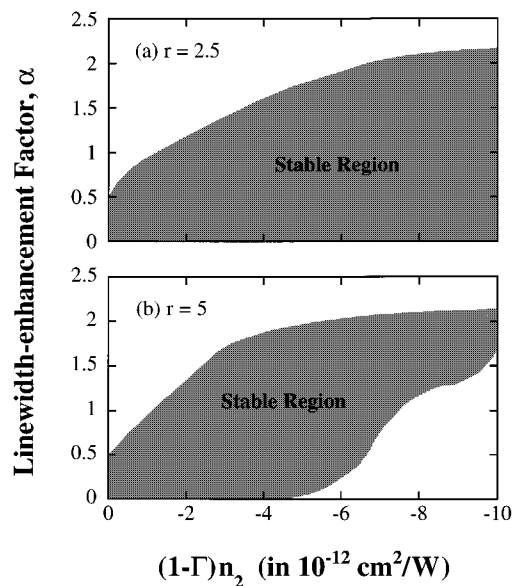 2.5
(a) r = 2.5
2
1.5
1
Stable Region
0.5
0
2.5
(b) r = 5
2
1.5
Stable Region
1
0.5
0
0 -2 -4 -6 -8 -10
Linewidth-enhancement Factor, α
(1-Γ)n₂ (in 10⁻¹² cm²/W)